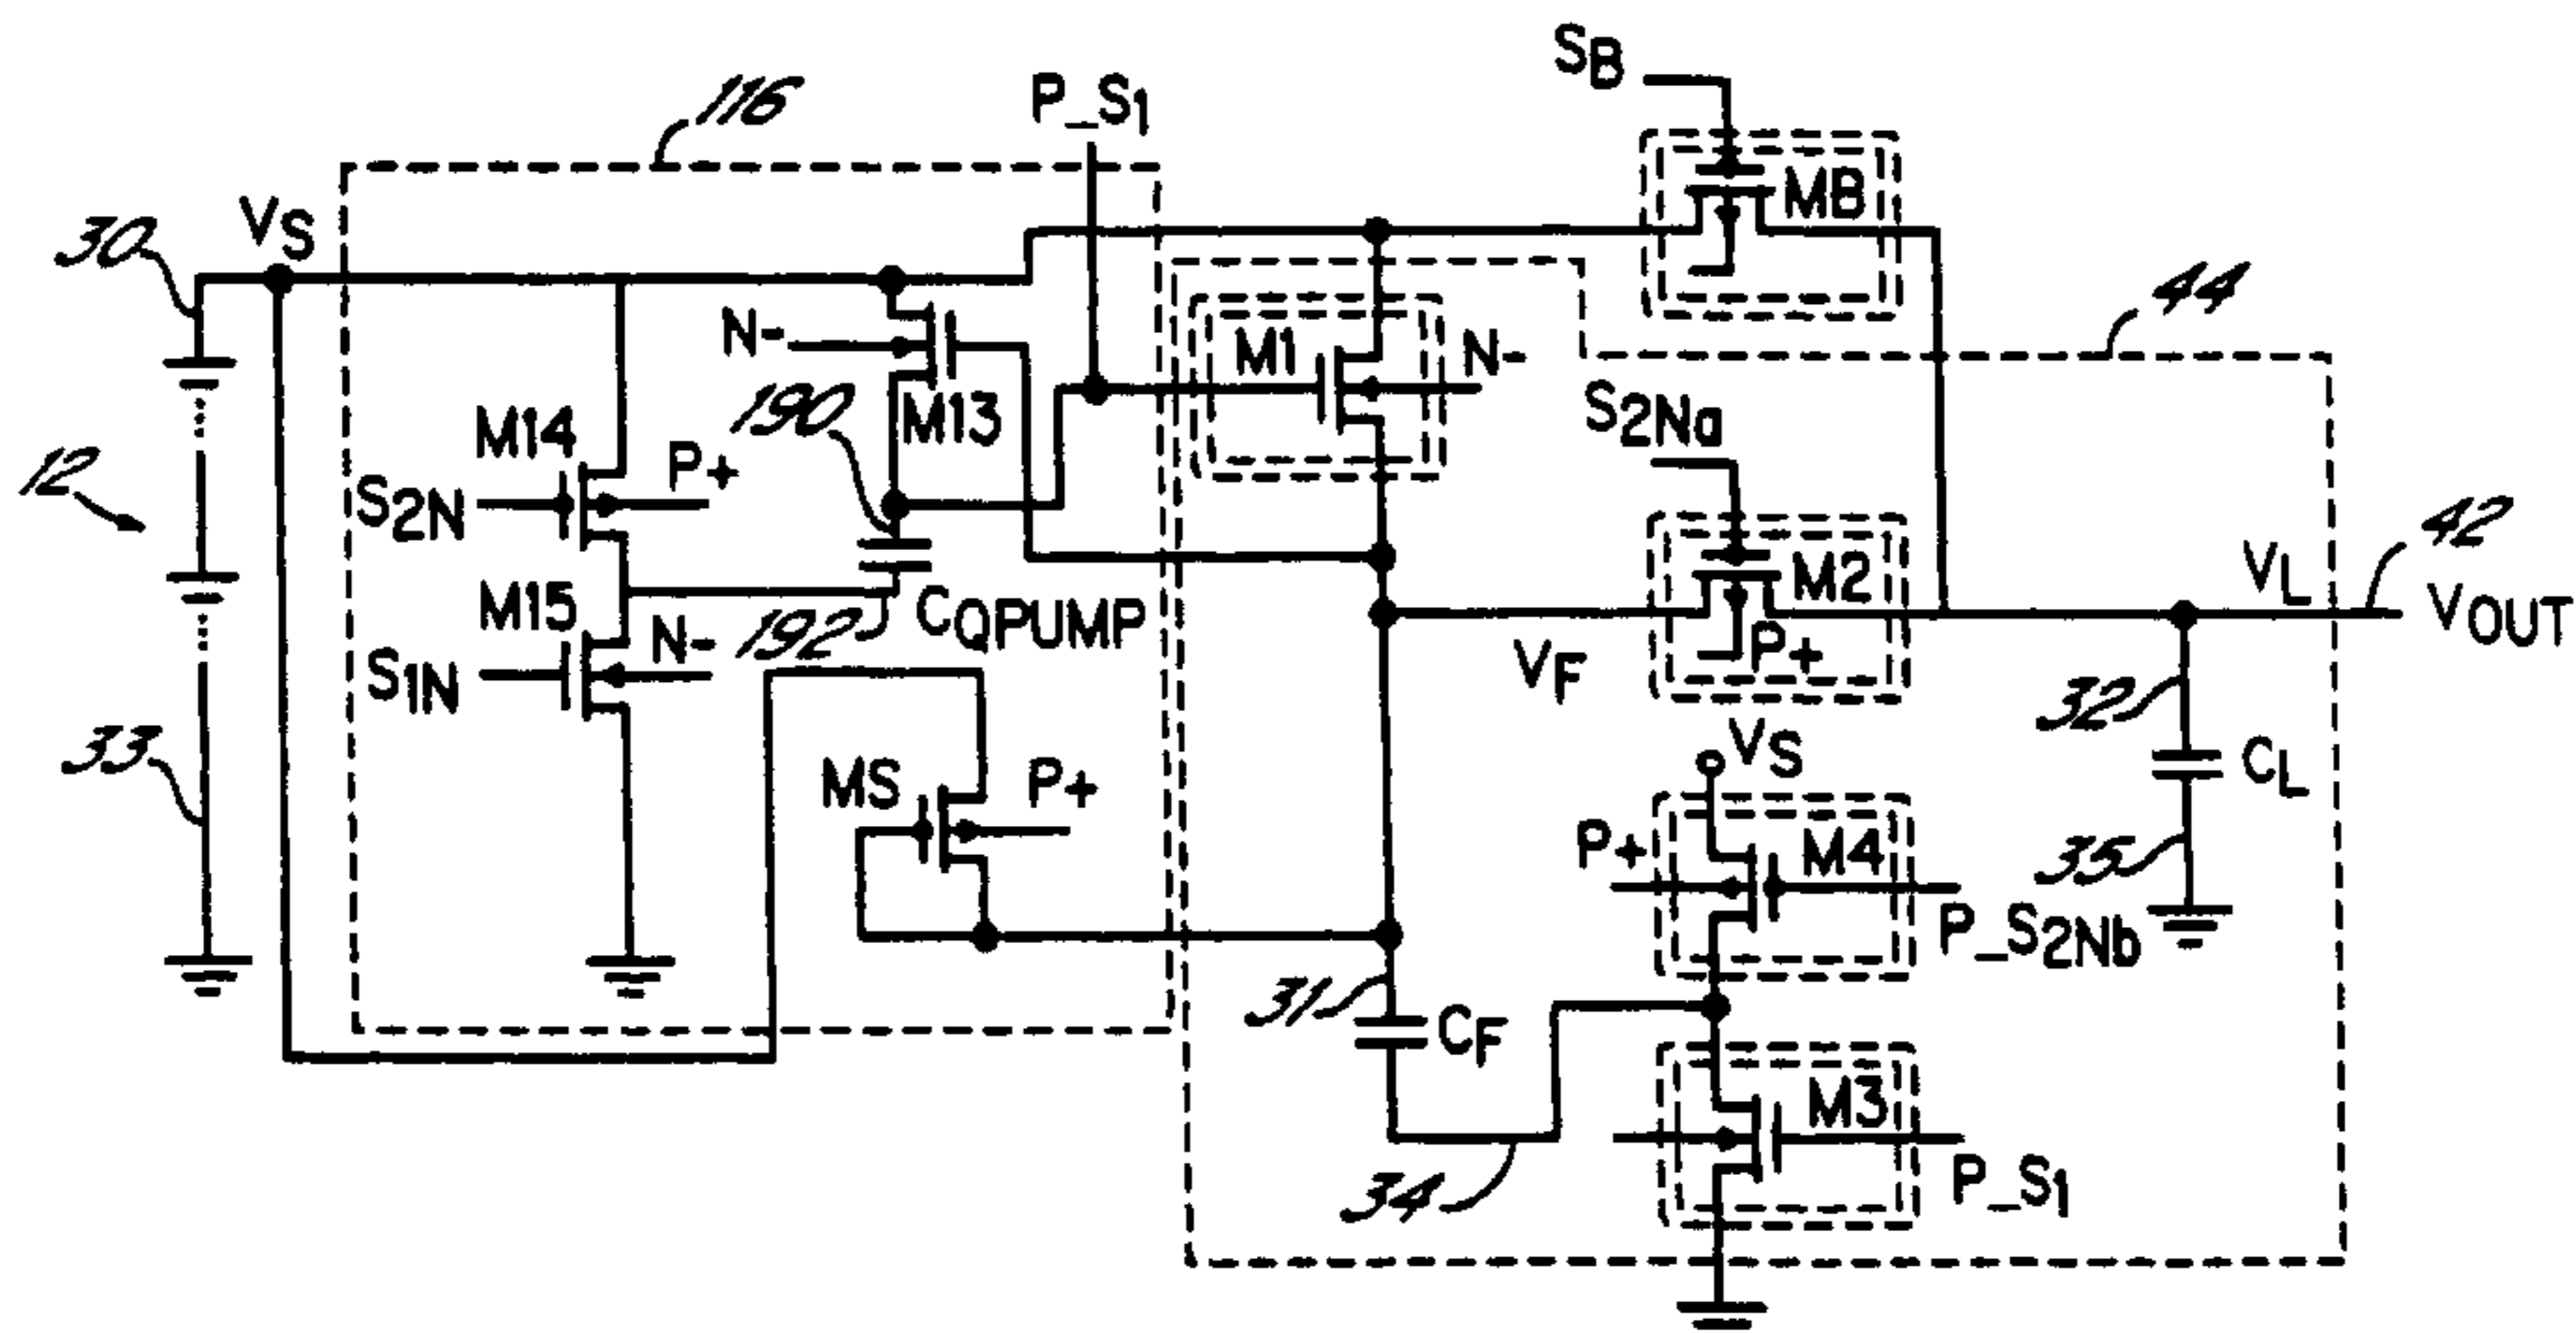 SB
116
P_S1
30
VS
MB
44
N-
M1
N-
190
M13
S2Na
M14
P+
12
S2N
42
M2
VL
VOUT
M15
N-
192
CQPUMP
S1N
VF
P+
32
33
MS
P+
VS
CL
P+
M4
35
P_S2Nb
31
CF
M3
34
P_S1